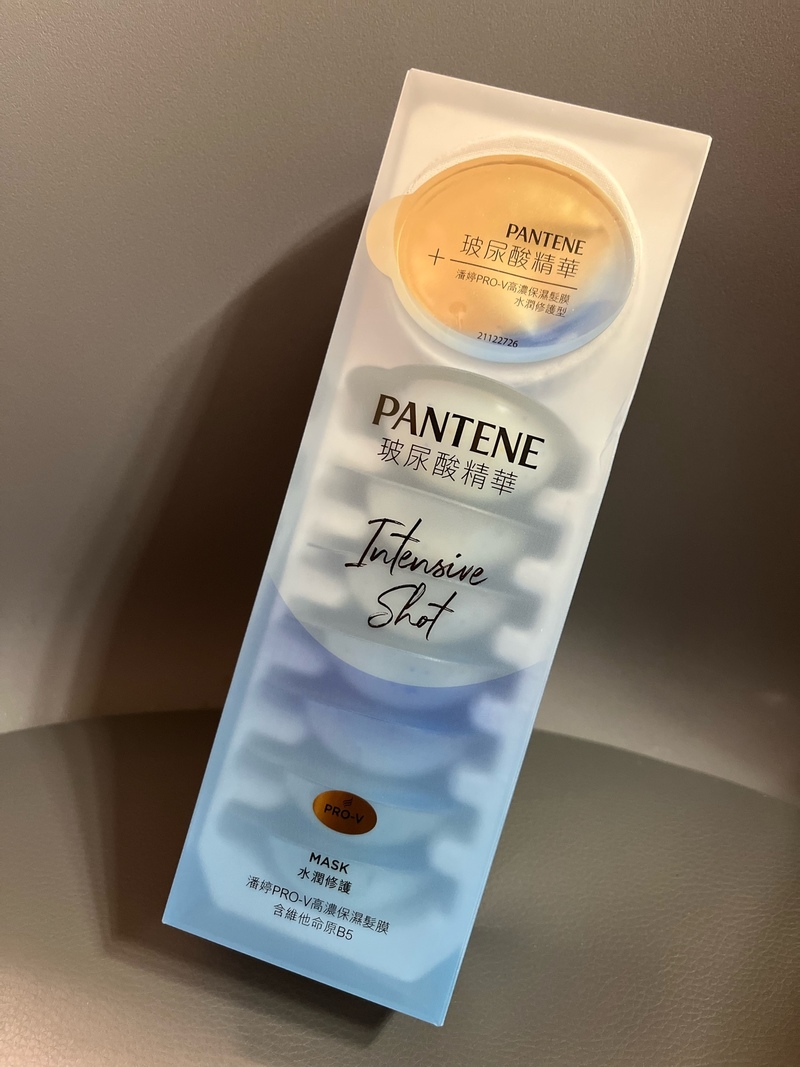 PANTENE
玻尿酸精華
+
潘婷PRO-V高濃保濕髮膜
水潤修護型
21122726
PANTENE
玻尿酸精華
Intensive
Shot
PRO-V
MASK
水潤修護
潘婷PRO-V高濃保濕髮膜
含維他命原B5